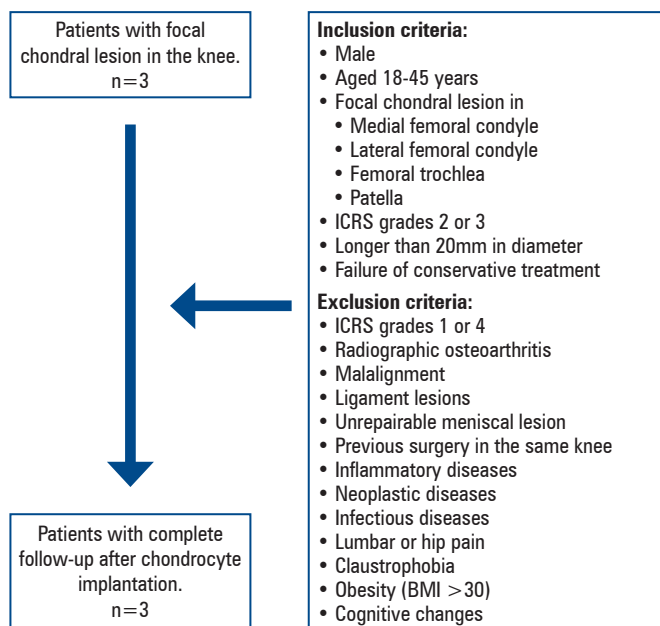 Patients with focal
chondral lesion in the knee.
n=3
Inclusion criteria:
• Male
• Aged 18-45 years
• Focal chondral lesion in
• Medial femoral condyle
• Lateral femoral condyle
• Femoral trochlea
• Patella
• ICRS grades 2 or 3
• Longer than 20mm in diameter
• Failure of conservative treatment
Exclusion criteria:
• ICRS grades 1 or 4
• Radiographic osteoarthritis
• Malalignment
• Ligament lesions
• Unrepairable meniscal lesion
• Previous surgery in the same knee
• Inflammatory diseases
• Neoplastic diseases
• Infectious diseases
• Lumbar or hip pain
• Claustrophobia
• Obesity (BMI >30)
• Cognitive changes
Patients with complete
follow-up after chondrocyte
implantation.
n=3